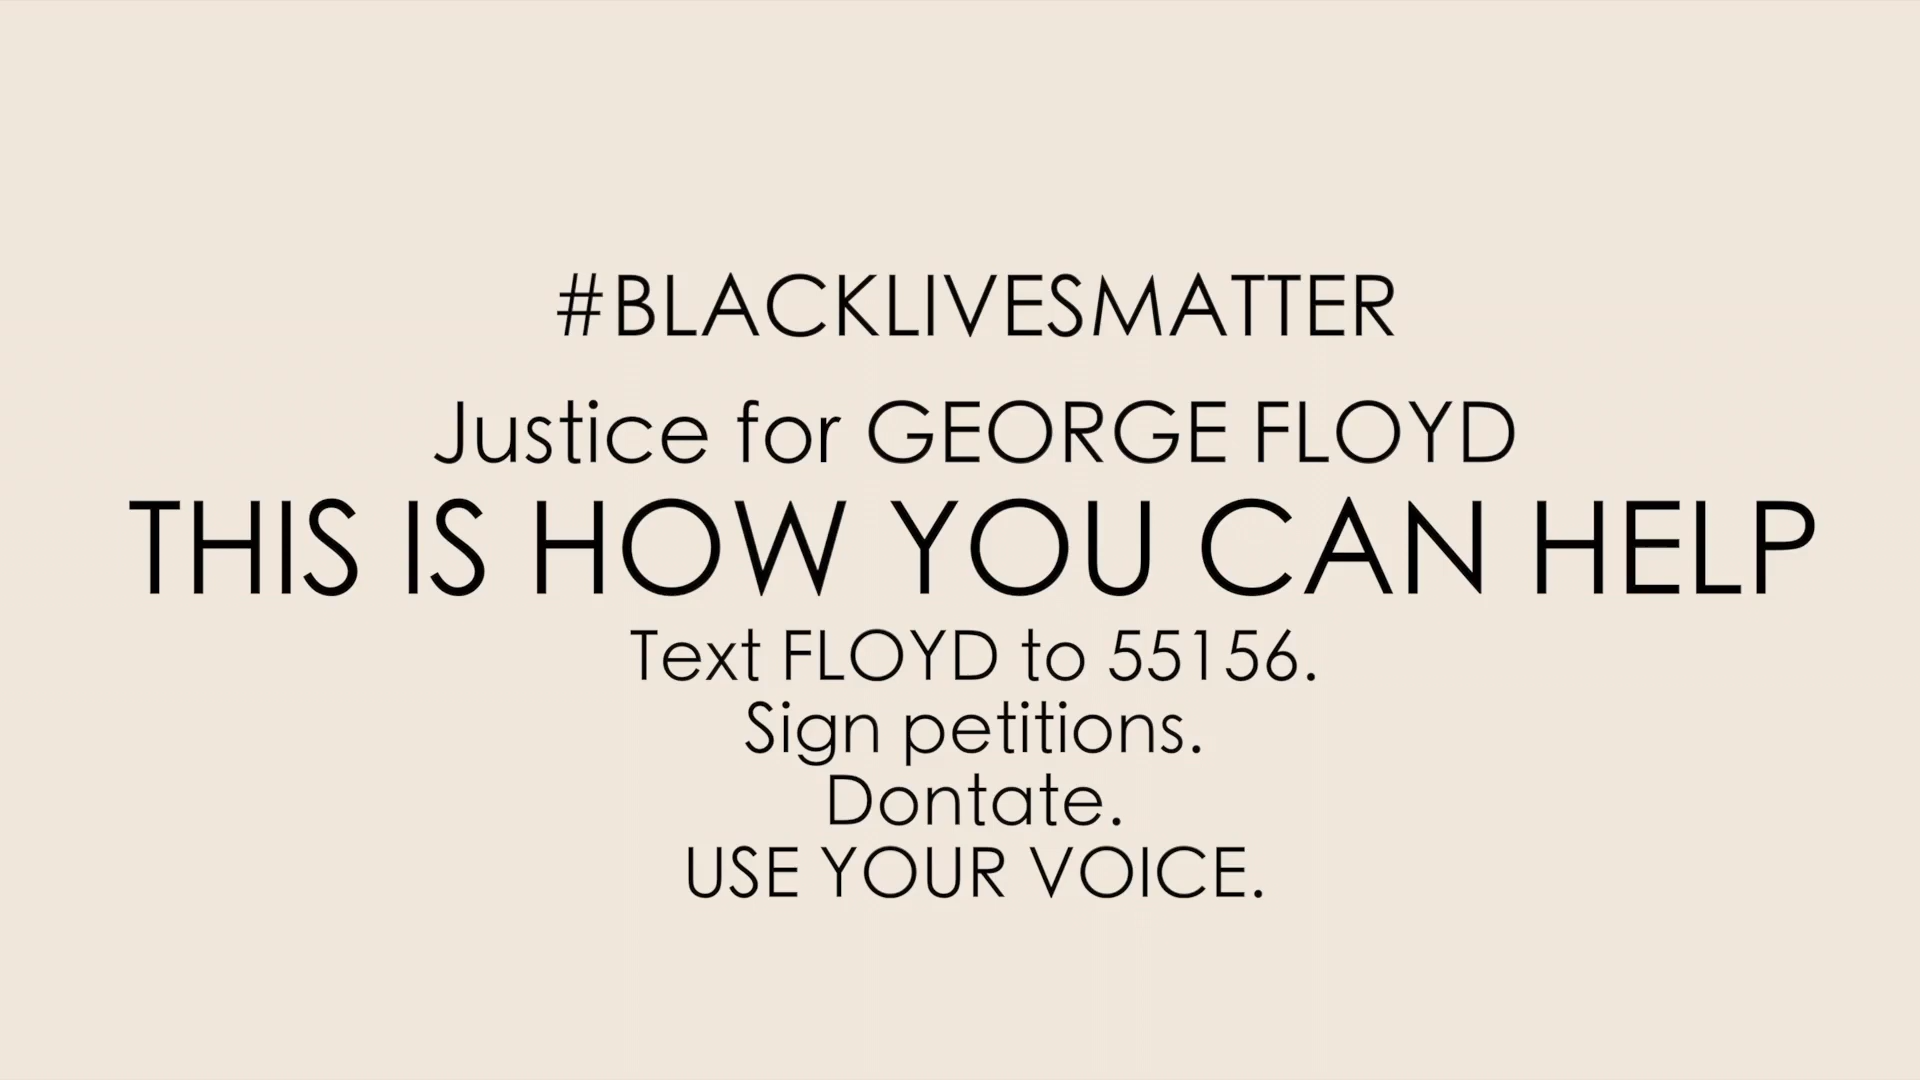 #BLACKLIVESMATTER
Justice for GEORGE FLOYD
THIS IS HOW YOU CAN HELP
Text FLOYD to 55156.
Sign petitions.
Dontate.
USE YOUR VOICE.